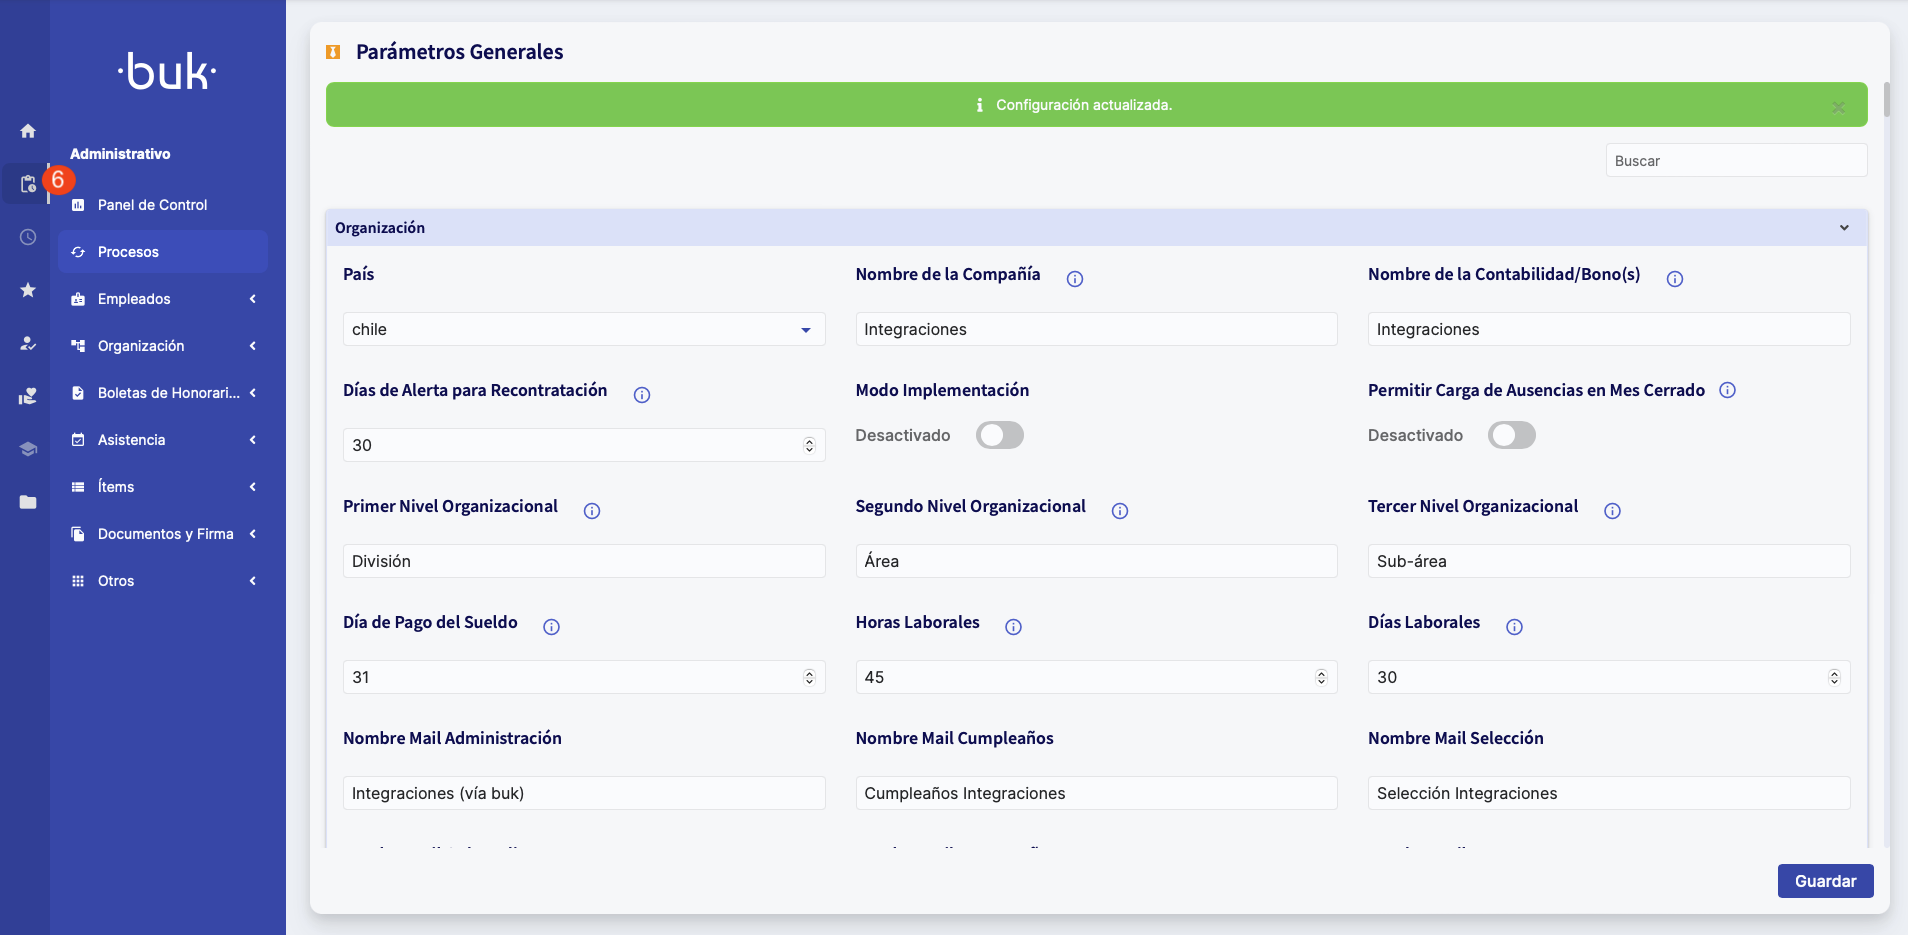 ·buk·
Administrativo
6
Panel de Control
Procesos
Empleados
Organización
Boletas de Honorari...
Asistencia
Ítems
Documentos y Firma
Otros
Parámetros Generales
Configuración actualizada.
Buscar
Organización
País
Nombre de la Compañía
Nombre de la Contabilidad/Bono(s)
chile
Integraciones
Integraciones
Días de Alerta para Recontratación
Modo Implementación
Permitir Carga de Ausencias en Mes Cerrado
30
Desactivado
Desactivado
Primer Nivel Organizacional
Segundo Nivel Organizacional
Tercer Nivel Organizacional
División
Área
Sub-área
Día de Pago del Sueldo
Horas Laborales
Días Laborales
31
45
30
Nombre Mail Administración
Nombre Mail Cumpleaños
Nombre Mail Selección
Integraciones (vía buk)
Cumpleaños Integraciones
Selección Integraciones
Guardar